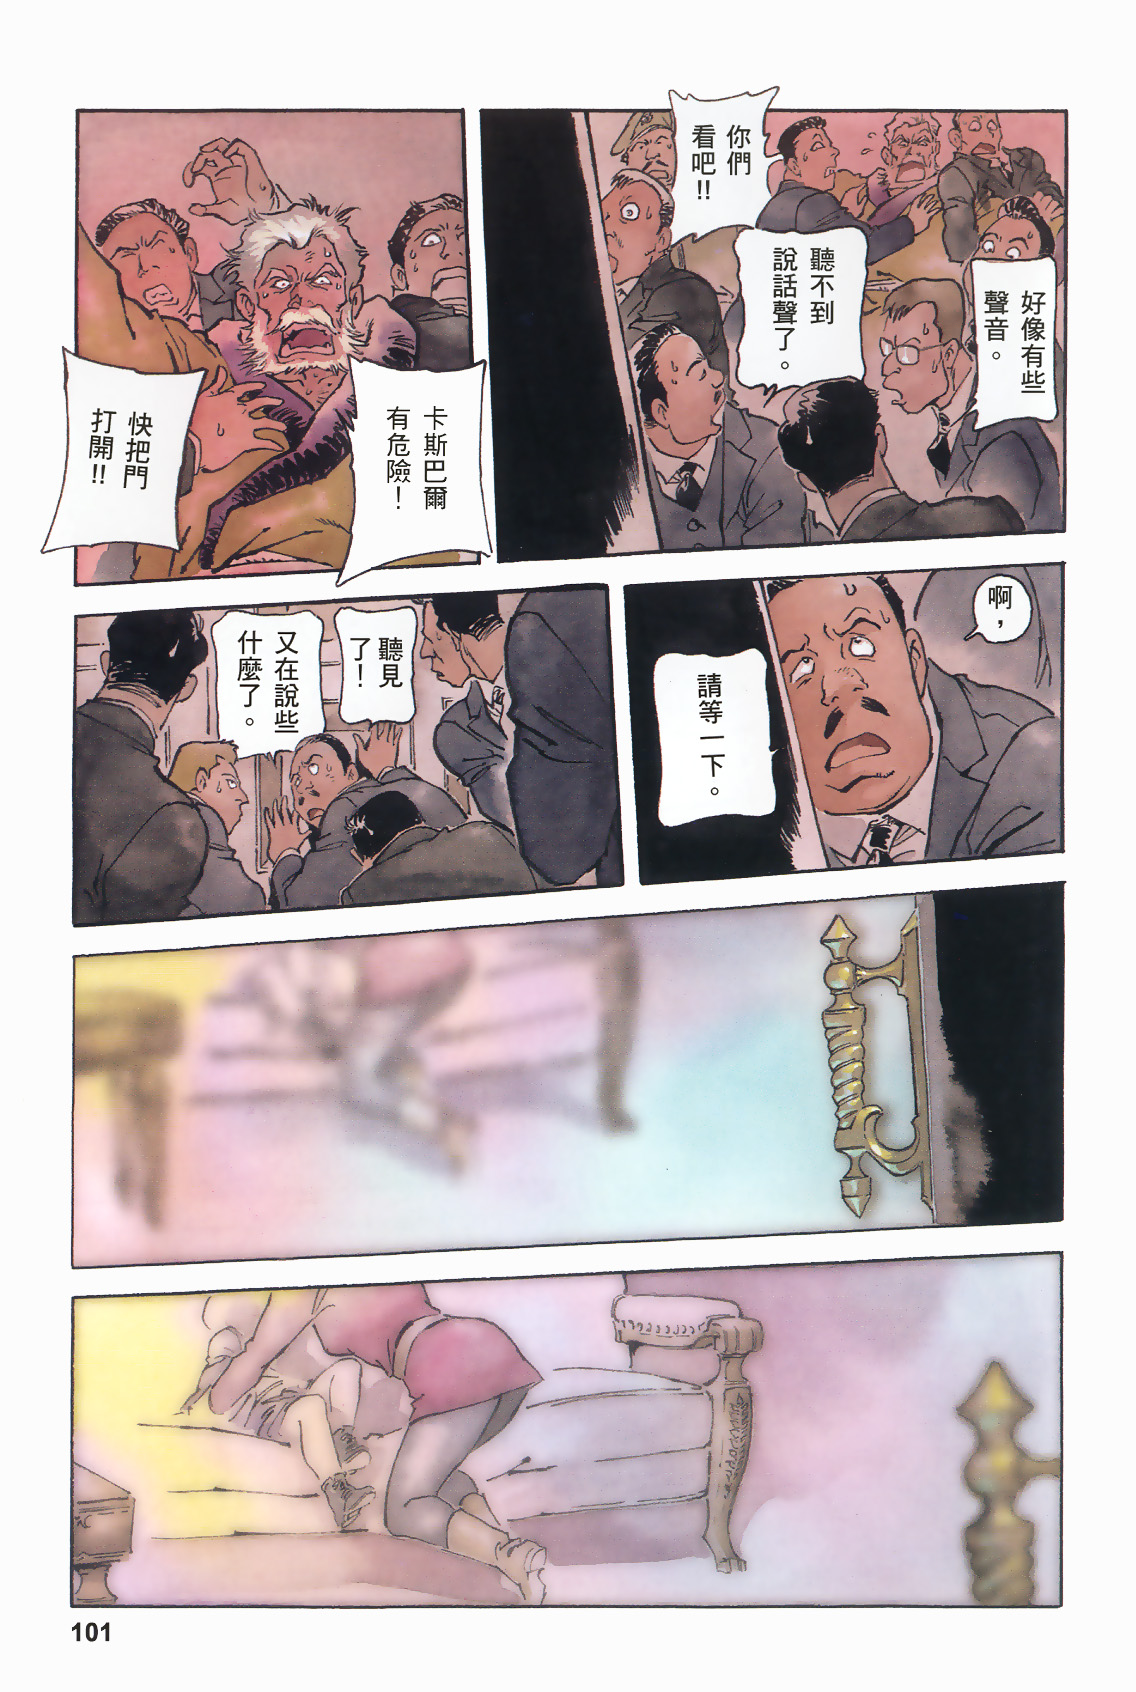 好像有些
聲音。
聽不到
說話聲了。
你們
看吧!!
卡斯巴爾
有危險！
快把門
打開!!
啊，
請等一下。
聽見
了！
又在說些
什麼了。
101